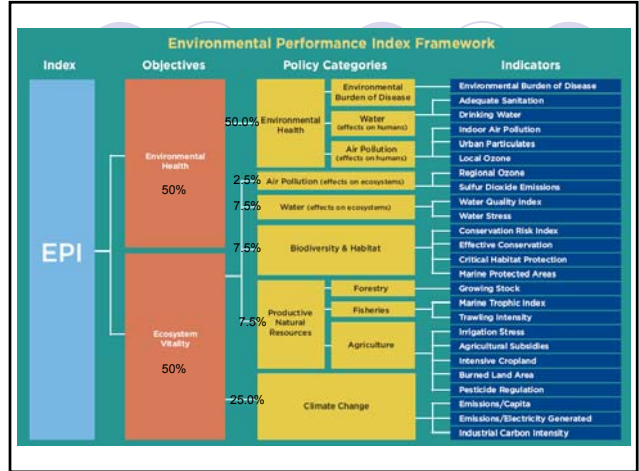 Environmental Performance Index Framework
Index
Objectives
Policy Categories
Indicators
EPI
Environmental
Health
50%
Ecosystem
Vitality
50%
50.0%
2.5%
7.5%
7.5%
7.5%
25.0%
Environmental
Health
Environmental
Burden of Disease
Water
(effects on humans)
Air Pollution
(effects on humans)
Air Pollution (effects on ecosystems)
Water (effects on ecosystems)
Biodiversity & Habitat
Productive
Natural
Resources
Forestry
Fisheries
Agriculture
Climate Change
Environmental Burden of Disease
Adequate Sanitation
Drinking Water
Indoor Air Pollution
Urban Particulates
Local Ozone
Regional Ozone
Sulfur Dioxide Emissions
Water Quality Index
Water Stress
Conservation Risk Index
Effective Conservation
Critical Habitat Protection
Marine Protected Areas
Growing Stock
Marine Trophic Index
Trawling Intensity
Irrigation Stress
Agricultural Subsidies
Intensive Cropland
Burned Land Area
Pesticide Regulation
Emissions/Capita
Emissions/Electricity Generated
Industrial Carbon Intensity